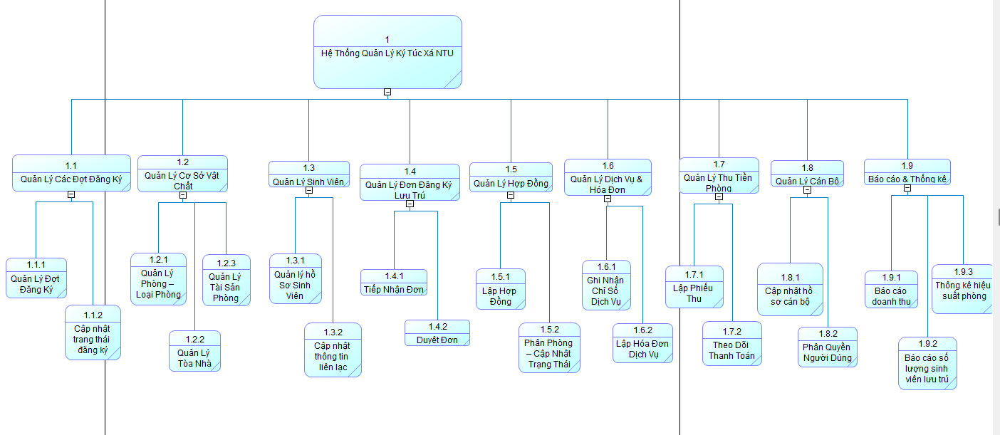 1
Hệ Thống Quản Lý Ký Túc Xá NTU
1.1
Quản Lý Các Đợt Đăng Ký
1.2
Quản Lý Cơ Sở Vật
Chất
1.3
Quản Lý Sinh Viên
1.4
Quản Lý Đơn Đăng Ký
Lưu Trú
1.5
Quản Lý Hợp Đồng
1.6
Quản Lý Dịch Vụ &
Hóa Đơn
1.7
Quản Lý Thu Tiền
Phòng
1.8
Quản Lý Cán Bộ
1.9
Báo cáo & Thống kê
1.1.1
Quản Lý Đợt
Đăng Ký
1.1.2
Cập nhật
trạng thái
đăng ký
1.2.1
Quản Lý
Phòng –
Loại Phòng
1.2.2
Quản Lý
Tòa Nhà
1.2.3
Quản Lý
Tài Sản
Phòng
1.3.1
Quản lý hồ
Sơ Sinh
Viên
1.3.2
Cập nhật
thông tin
liên lạc
1.4.1
Tiếp Nhận Đơn
1.4.2
Duyệt Đơn
1.5.1
Lập Hợp
Đồng
1.5.2
Phân Phòng
– Cập Nhật
Trạng Thái
1.6.1
Ghi Nhận
Chỉ Số
Dịch Vụ
1.6.2
Lập Hóa Đơn
Dịch Vụ
1.7.1
Lập Phiếu
Thu
1.7.2
Theo Dõi
Thanh Toán
1.8.1
Cập nhật hồ
sơ cán bộ
1.8.2
Phân Quyền
Người Dùng
1.9.1
Báo cáo
doanh thu
1.9.2
Báo cáo số
lượng sinh
viên lưu trú
1.9.3
Thống kê hiệu
suất phòng